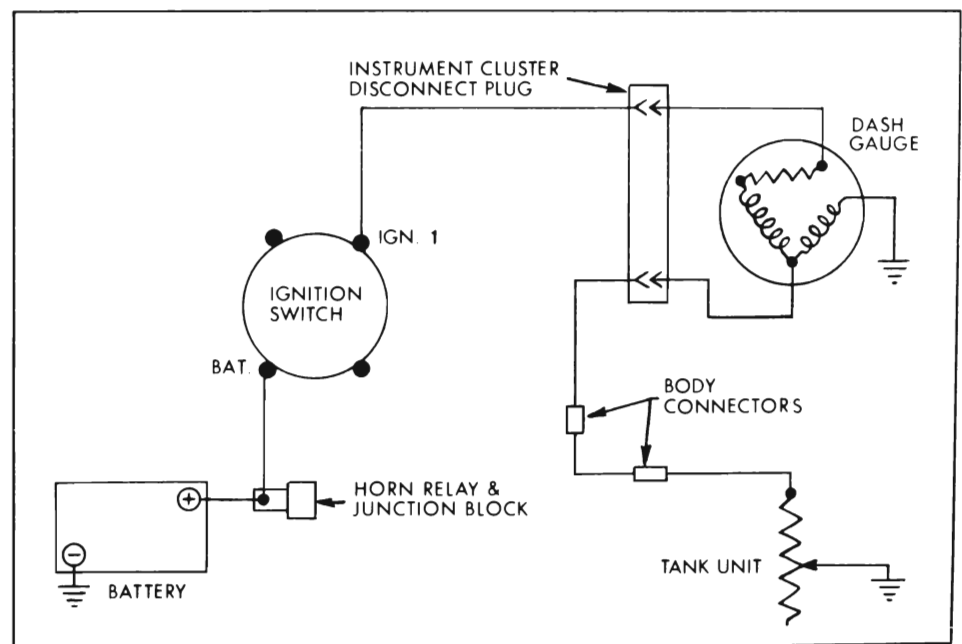 INSTRUMENT CLUSTER
DISCONNECT PLUG
DASH
GAUGE
IGN. 1
IGNITION
SWITCH
BAT.
BODY
CONNECTORS
HORN RELAY &
JUNCTION BLOCK
TANK UNIT
BATTERY